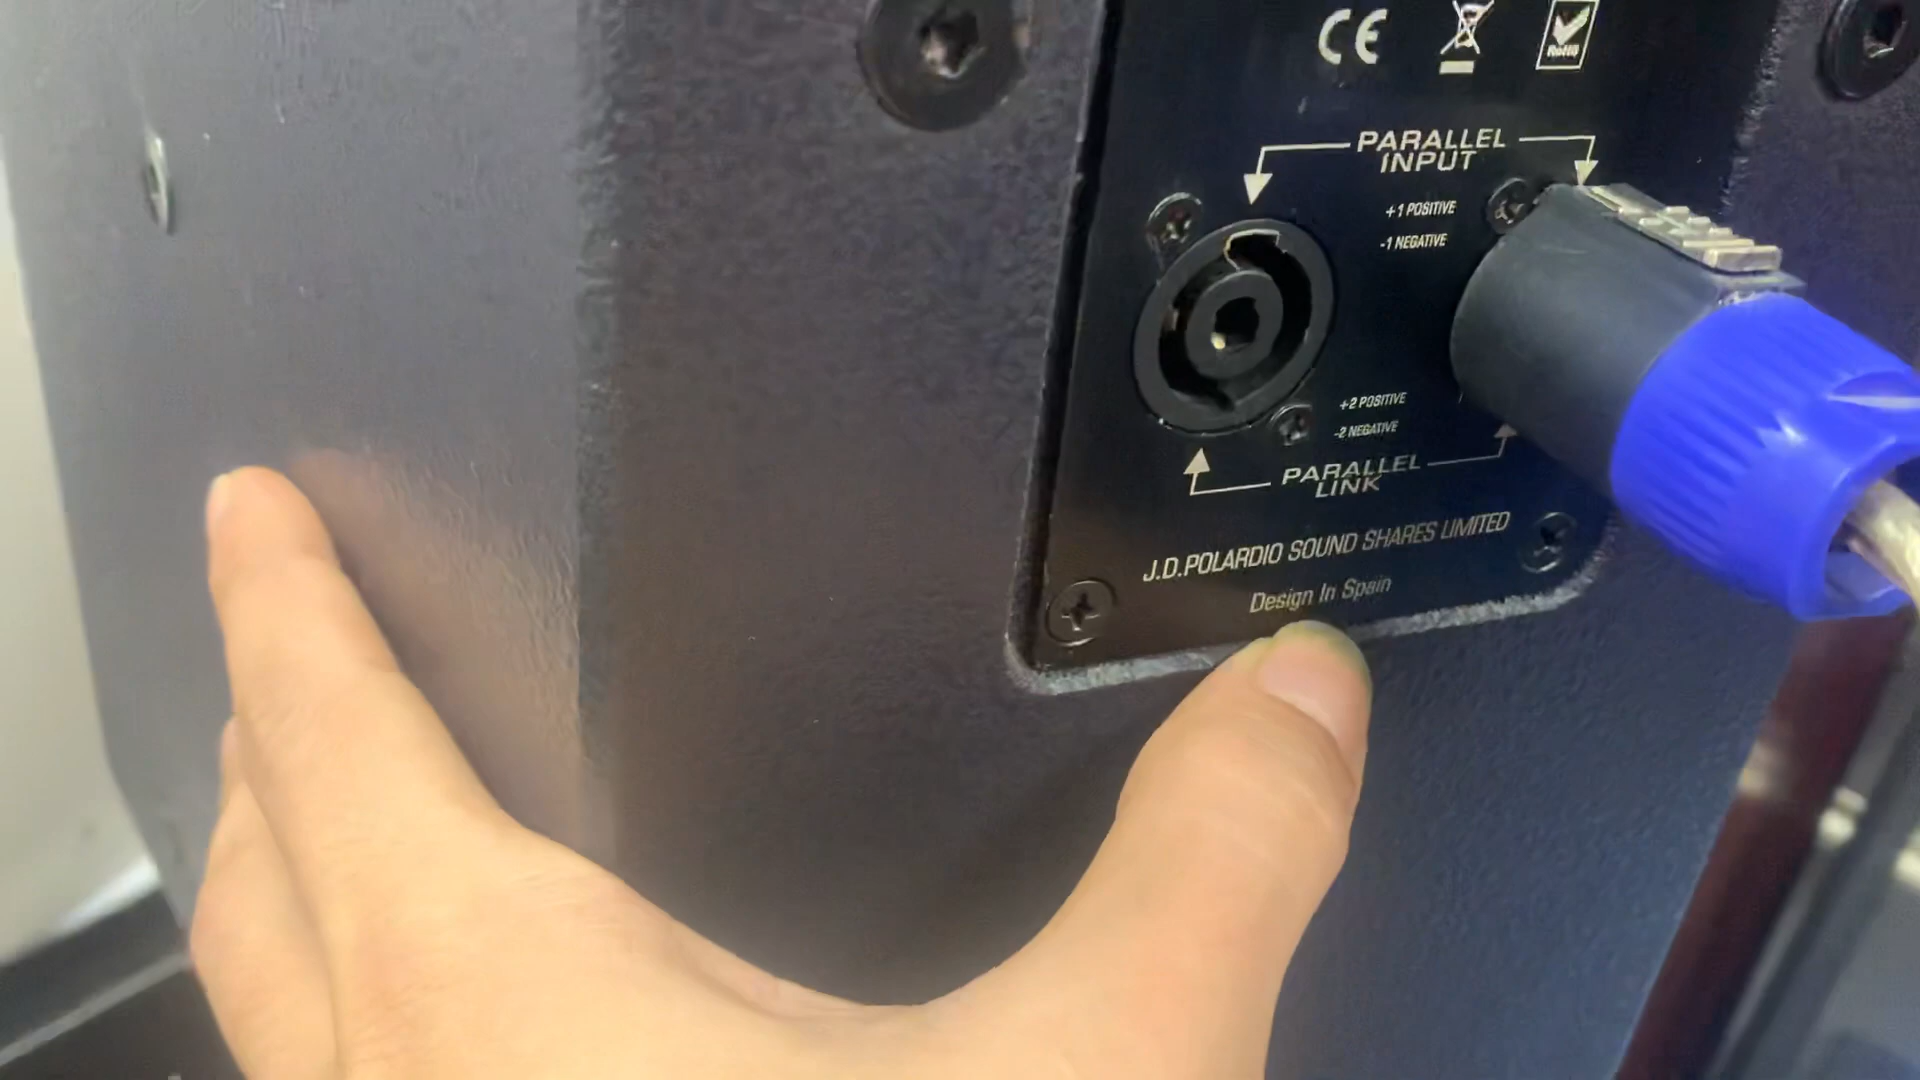 CE
RoHS
PARALLEL
INPUT
+1 POSITIVE
-1 NEGATIVE
+2 POSITIVE
-2 NEGATIVE
PARALLEL
LINK
J.D.POLARDIO SOUND SHARES LIMITED
Design In Spain